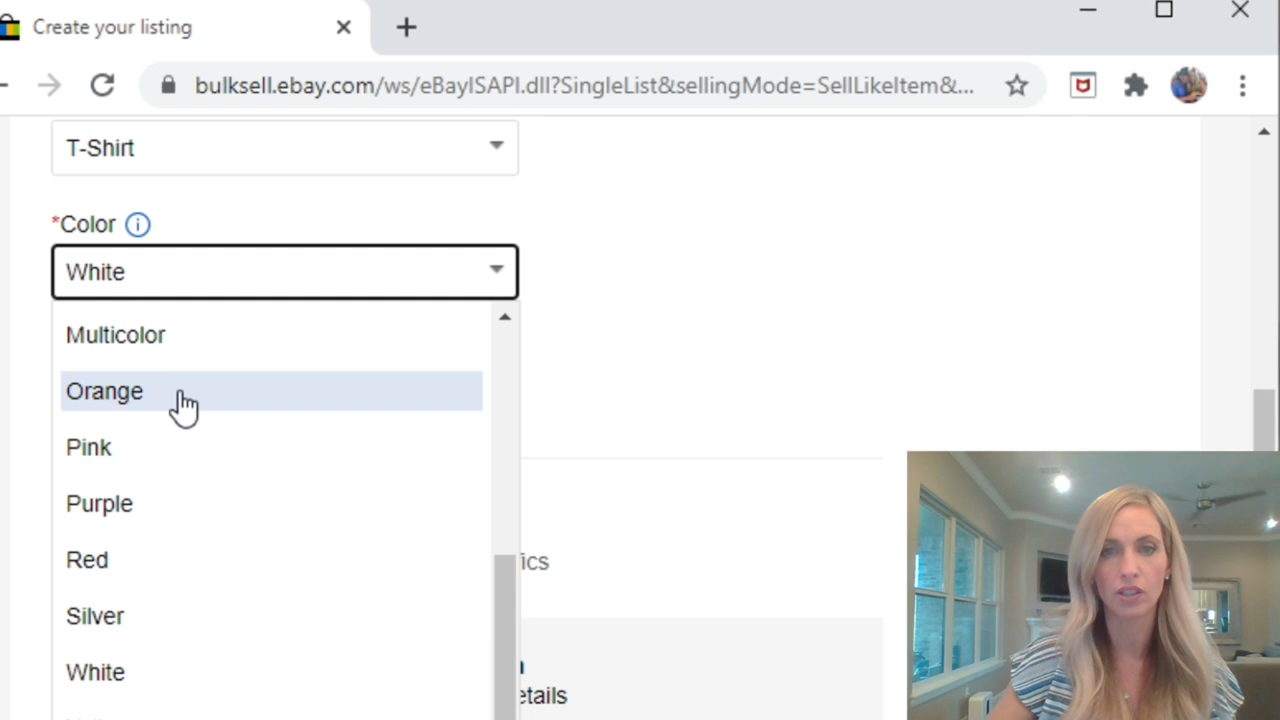 Create your listing
bulksell.ebay.com/ws/eBayISAPI.dll?SingleList&sellingMode=SellLikeItem&...
T-Shirt
*Color
White
Multicolor
Orange
Pink
Purple
Red
ics
Silver
White
etails